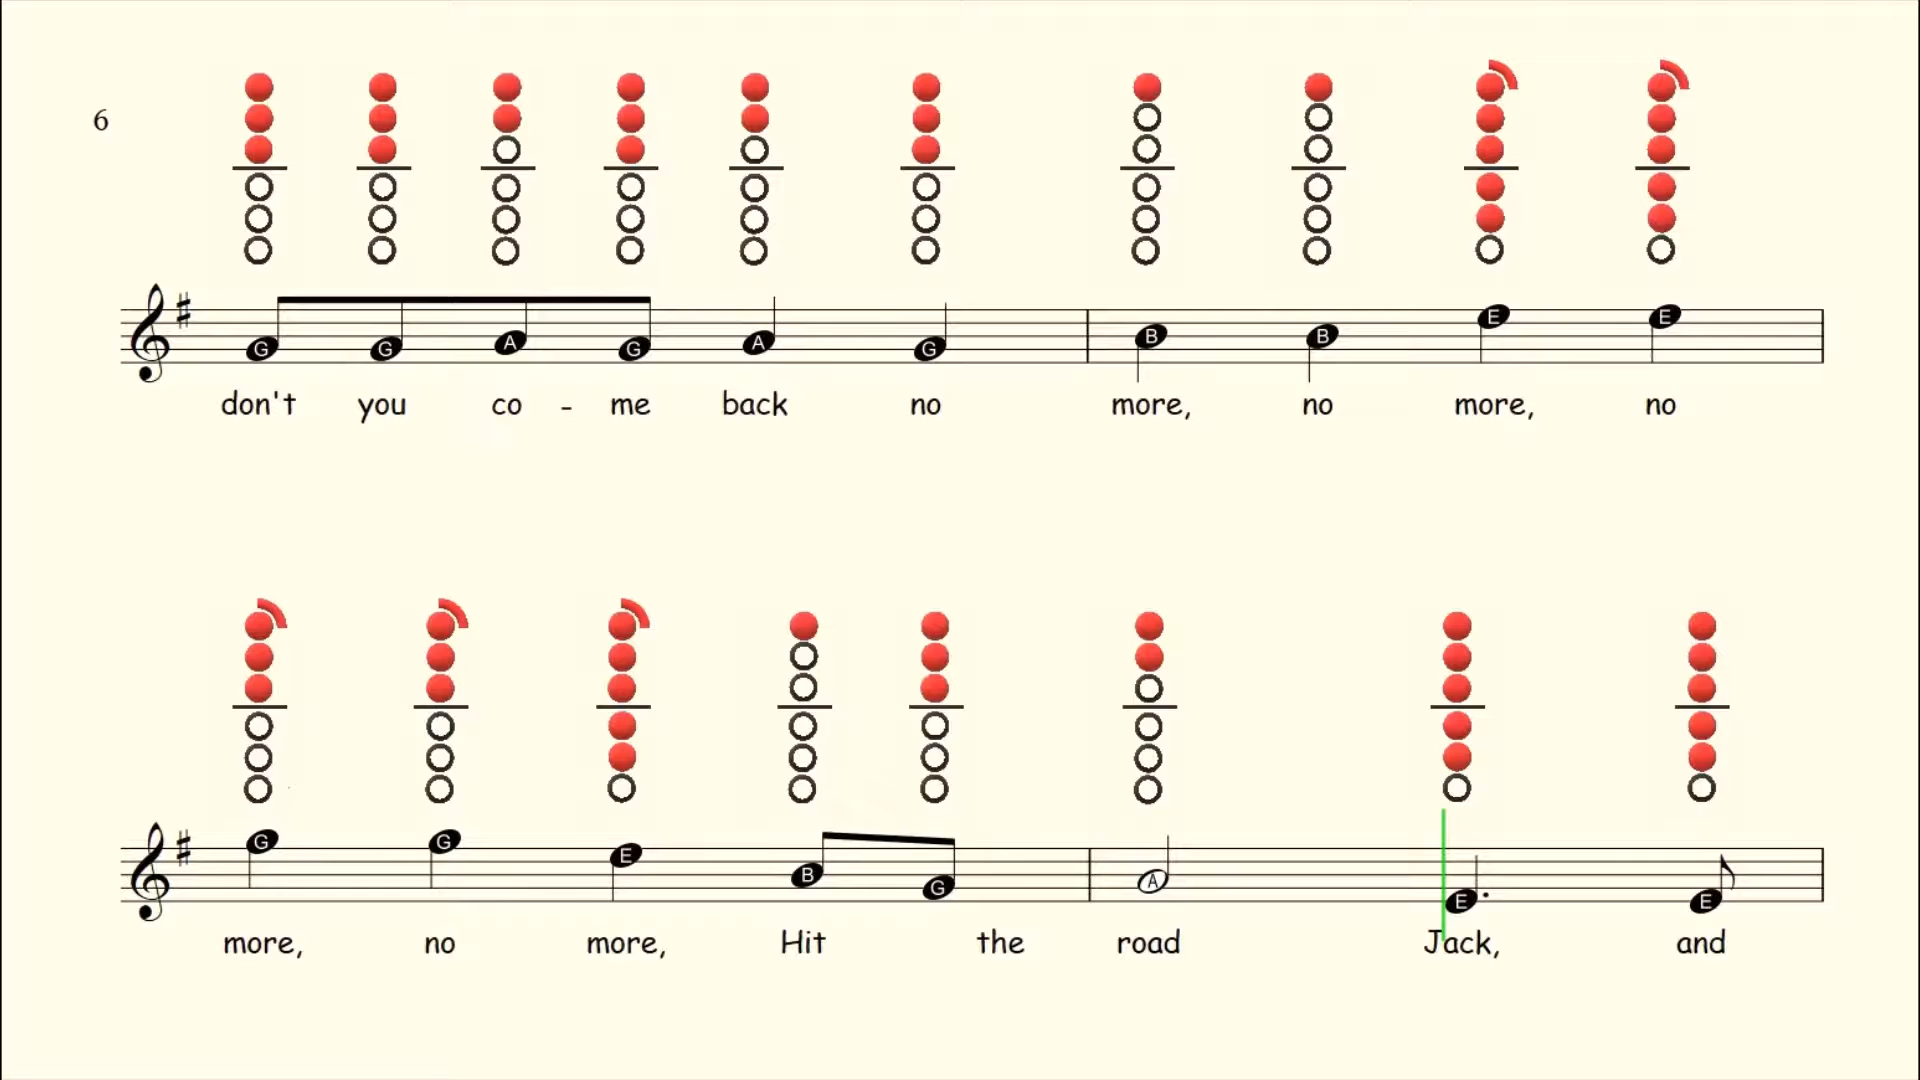 6
G G A G A G B B E E
don't you co - me back no more, no more, no
G G E B G A E E
more, no more, Hit the road Jack, and